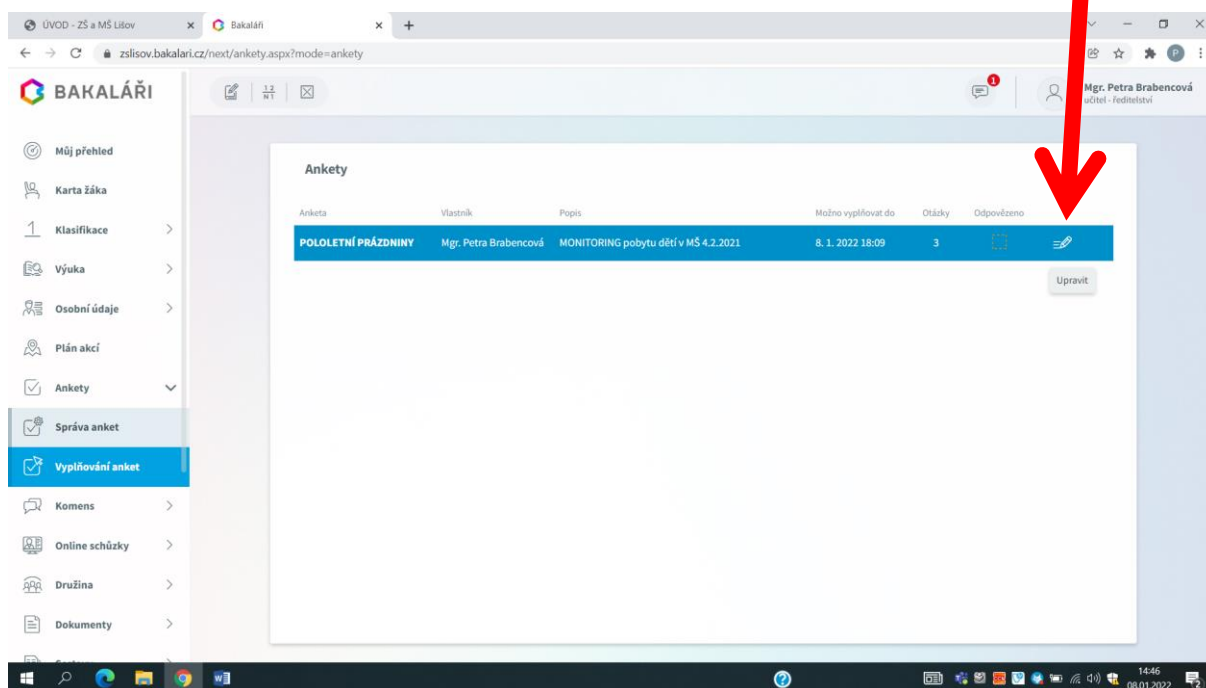 ÚVOD - ZŠ a MŠ Lišov
Bakaláři
zslisov.bakalari.cz/next/ankety.aspx?mode=ankety
P
BAKALÁŘI
1
Mgr. Petra Brabencová
učitel - ředitelství
Můj přehled
Karta žáka
Klasifikace
Výuka
Osobní údaje
Plán akcí
Ankety
Správa anket
Vyplňování anket
Komens
Online schůzky
Družina
Dokumenty
Ankety
Anketa Vlastník Popis Možno vyplňovat do Otázky Odpovězeno
POLOLETNÍ PRÁZDNINY Mgr. Petra Brabencová MONITORING pobytu dětí v MŠ 4.2.2021 8. 1. 2022 18:09 3
Upravit
14:46
08.01.2022